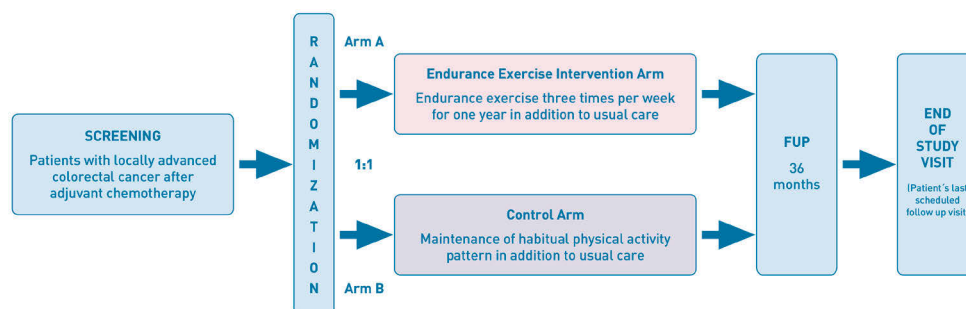 SCREENING
Patients with locally advanced
colorectal cancer after
adjuvant chemotherapy
RANDOMIZATION
Arm A
1:1
Arm B
Endurance Exercise Intervention Arm
Endurance exercise three times per week
for one year in addition to usual care
Control Arm
Maintenance of habitual physical activity
pattern in addition to usual care
FUP
36
months
END
OF
STUDY
VISIT
(Patient´s last
scheduled
follow up visit